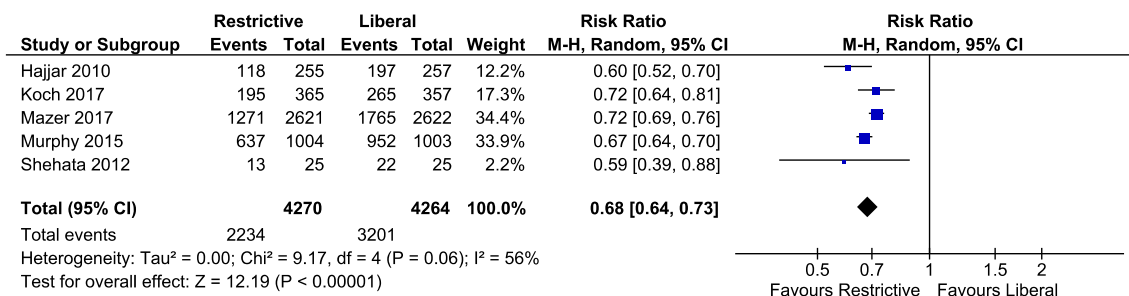 Restrictive Liberal Risk Ratio Risk Ratio
Study or Subgroup Events Total Events Total Weight M-H, Random, 95% CI M-H, Random, 95% CI
Hajjar 2010 118 255 197 257 12.2% 0.60 [0.52, 0.70]
Koch 2017 195 365 265 357 17.3% 0.72 [0.64, 0.81]
Mazer 2017 1271 2621 1765 2622 34.4% 0.72 [0.69, 0.76]
Murphy 2015 637 1004 952 1003 33.9% 0.67 [0.64, 0.70]
Shehata 2012 13 25 22 25 2.2% 0.59 [0.39, 0.88]
Total (95% CI) 4270 4264 100.0% 0.68 [0.64, 0.73]
Total events 2234 3201
Heterogeneity: Tau² = 0.00; Chi² = 9.17, df = 4 (P = 0.06); I² = 56%
Test for overall effect: Z = 12.19 (P < 0.00001)
0.5 0.7 1 1.5 2
Favours Restrictive Favours Liberal